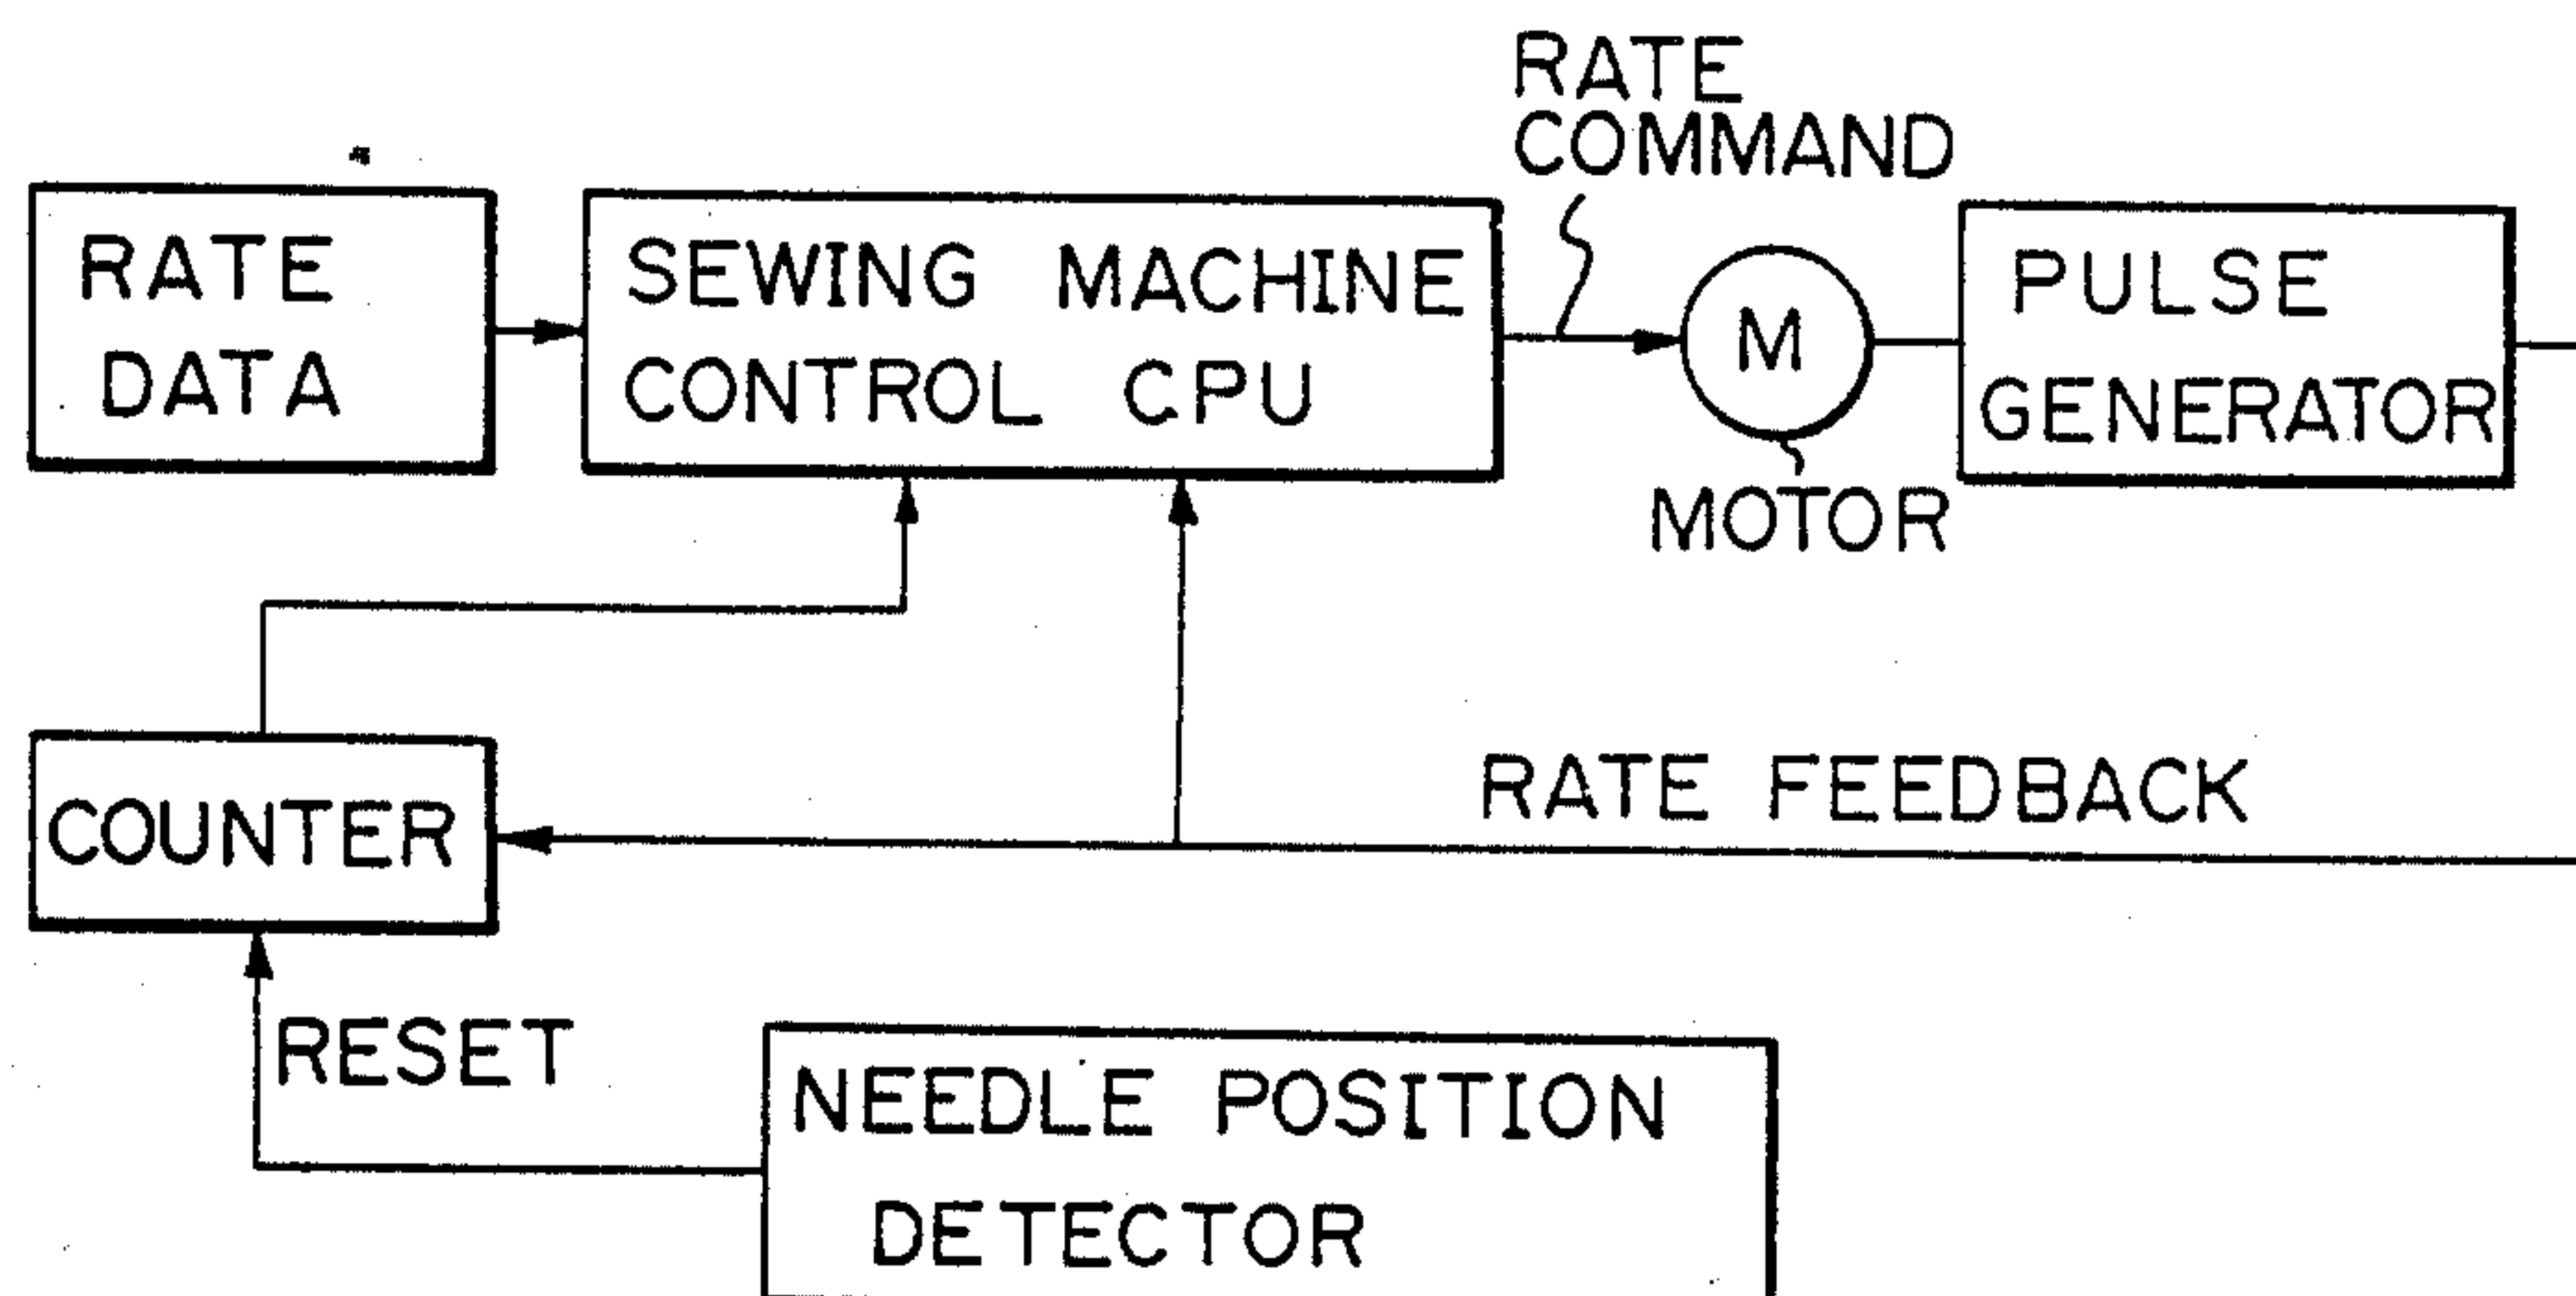 RATE
COMMAND
RATE
DATA
SEWING MACHINE
CONTROL CPU
M
PULSE
GENERATOR
MOTOR
COUNTER
RATE FEEDBACK
RESET
NEEDLE POSITION
DETECTOR